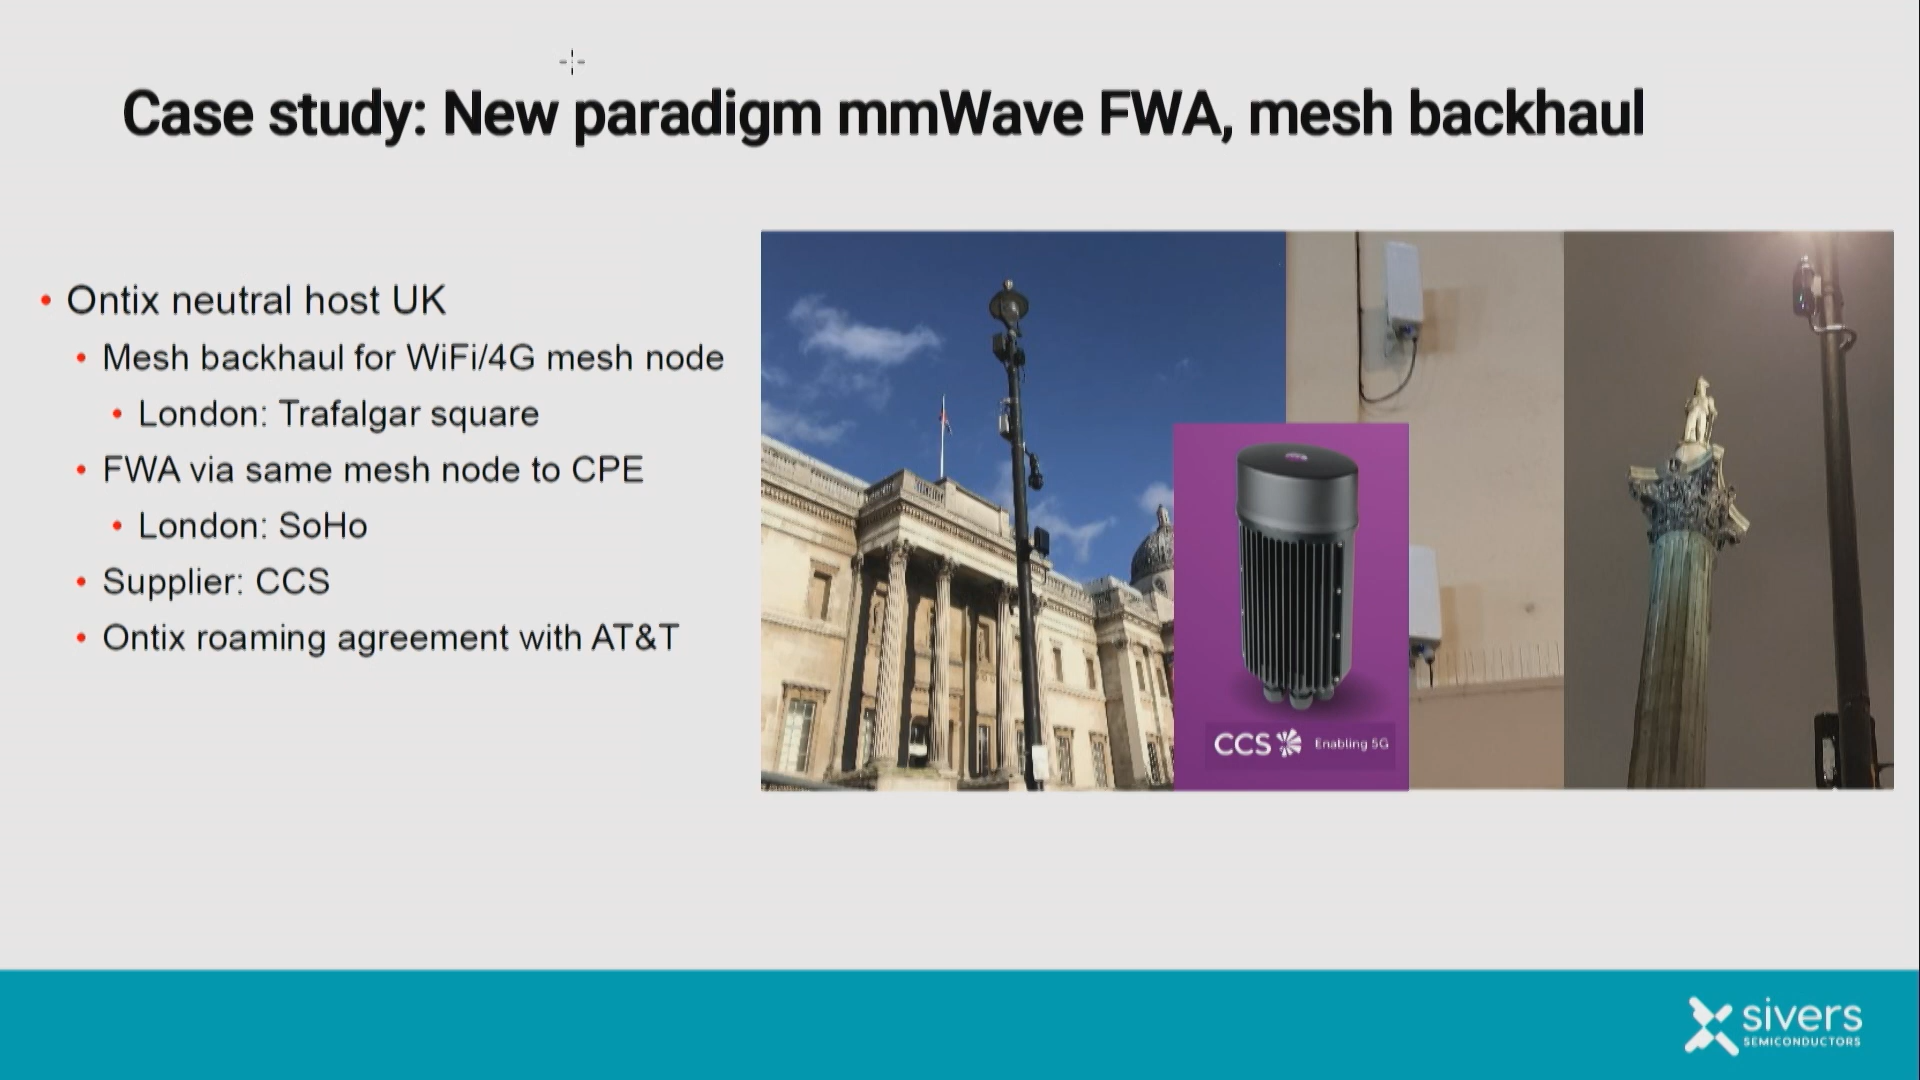 Case study: New paradigm mmWave FWA, mesh backhaul
• Ontix neutral host UK
• Mesh backhaul for WiFi/4G mesh node
• London: Trafalgar square
• FWA via same mesh node to CPE
• London: SoHo
• Supplier: CCS
• Ontix roaming agreement with AT&T
CCS Enabling 5G
sivers
SEMICONDUCTORS